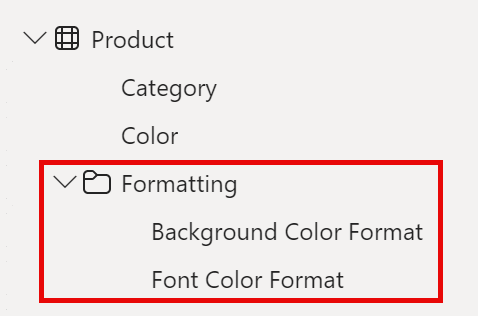 Product
Category
Color
Formatting
Background Color Format
Font Color Format